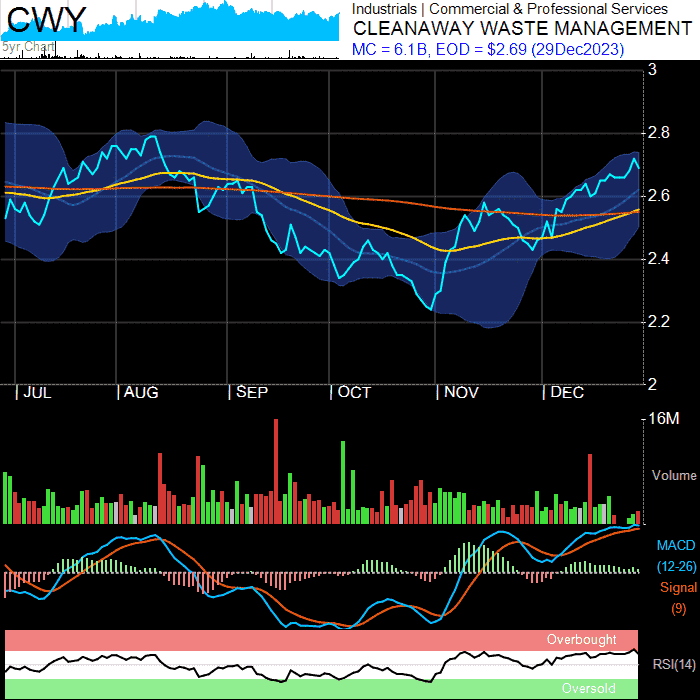 CWY
5yr Chart
Industrials | Commercial & Professional Services
CLEANAWAY WASTE MANAGEMENT
MC = 6.1B, EOD = $2.69 (29Dec2023)
3
2.8
2.6
2.4
2.2
2
JUL
AUG
SEP
OCT
NOV
DEC
16M
Volume
MACD
(12-26)
Signal
(9)
Overbought
RSI(14)
Oversold